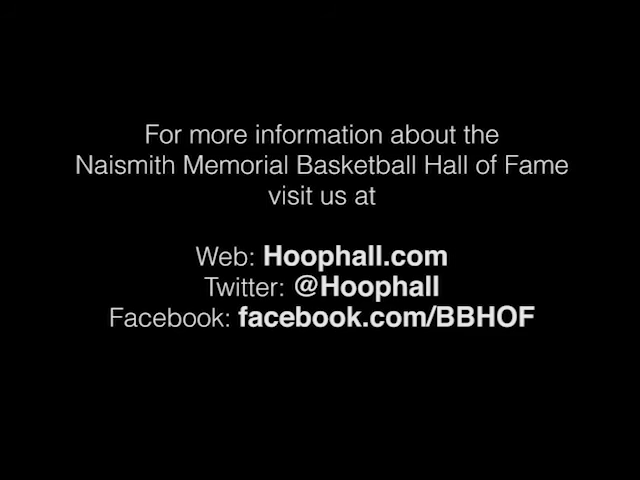 For more information about the
Naismith Memorial Basketball Hall of Fame
visit us at
Web: Hoophall.com
Twitter: @Hoophall
Facebook: facebook.com/BBHOF